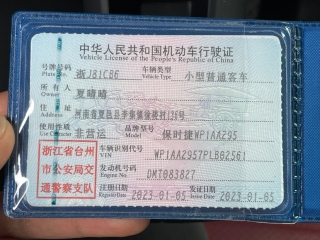 中华人民共和国机动车行驶证
Vehicle License of the People's Republic of China
号牌号码 浙J81C86 车辆类型 小型普通客车
Plate No. Vehicle Type
所有人 夏晴晴
Owner
住址
Address
使用性质 非营运 品牌型号 保时捷WP1AA295
Use Character Model
浙江省台州
市公安局交
通警察支队
车辆识别代号 WP1AA2957PLB02561
VIN
发动机号码 DMT083827
Engine No.
注册日期 2023-01-05 发证日期 2023-01-05
Register Date Issue Date